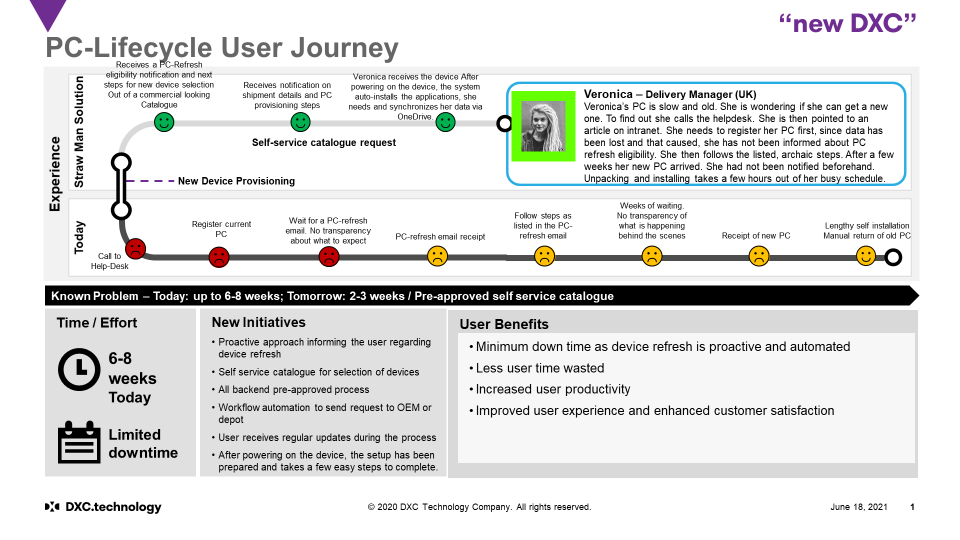 “new DXC”
PC-Lifecycle User Journey
Experience
Straw Man Solution
Receives a PC-Refresh
eligibility notification and next
steps for new device selection
Out of a commercial looking
Catalogue
Receives notification on
shipment details and PC
provisioning steps
Veronica receives the device After
powering on the device, the system
auto-installs the applications, she
needs and synchronizes her data via
OneDrive.
Self-service catalogue request
New Device Provisioning
Veronica – Delivery Manager (UK)
Veronica's PC is slow and old. She is wondering if she can get a new
one. To find out she calls the helpdesk. She is then pointed to an
article on intranet. She needs to register her PC first, since data has
been lost and that caused, she has not been informed about PC
refresh eligibility. She then follows the listed, archaic steps. After a few
weeks her new PC arrived. She had not been notified beforehand.
Unpacking and installing takes a few hours out of her busy schedule.
Today
Call to
Help-Desk
Register current
PC
Wait for a PC-refresh
email. No transparency
about what to expect
PC-refresh email receipt
Follow steps as
listed in the PC-
refresh email
Weeks of waiting.
No transparency of
what is happening
behind the scenes
Receipt of new PC
Lengthy self installation
Manual return of old PC
Known Problem – Today: up to 6-8 weeks; Tomorrow: 2-3 weeks / Pre-approved self service catalogue
Time / Effort
6-8
weeks
Today
Limited
downtime
New Initiatives
• Proactive approach informing the user regarding
device refresh
• Self service catalogue for selection of devices
• All backend pre-approved process
• Workflow automation to send request to OEM or
depot
• User receives regular updates during the process
• After powering on the device, the setup has been
prepared and takes a few easy steps to complete.
User Benefits
• Minimum down time as device refresh is proactive and automated
• Less user time wasted
• Increased user productivity
• Improved user experience and enhanced customer satisfaction
DXC.technology
© 2020 DXC Technology Company. All rights reserved.
June 18, 2021
1